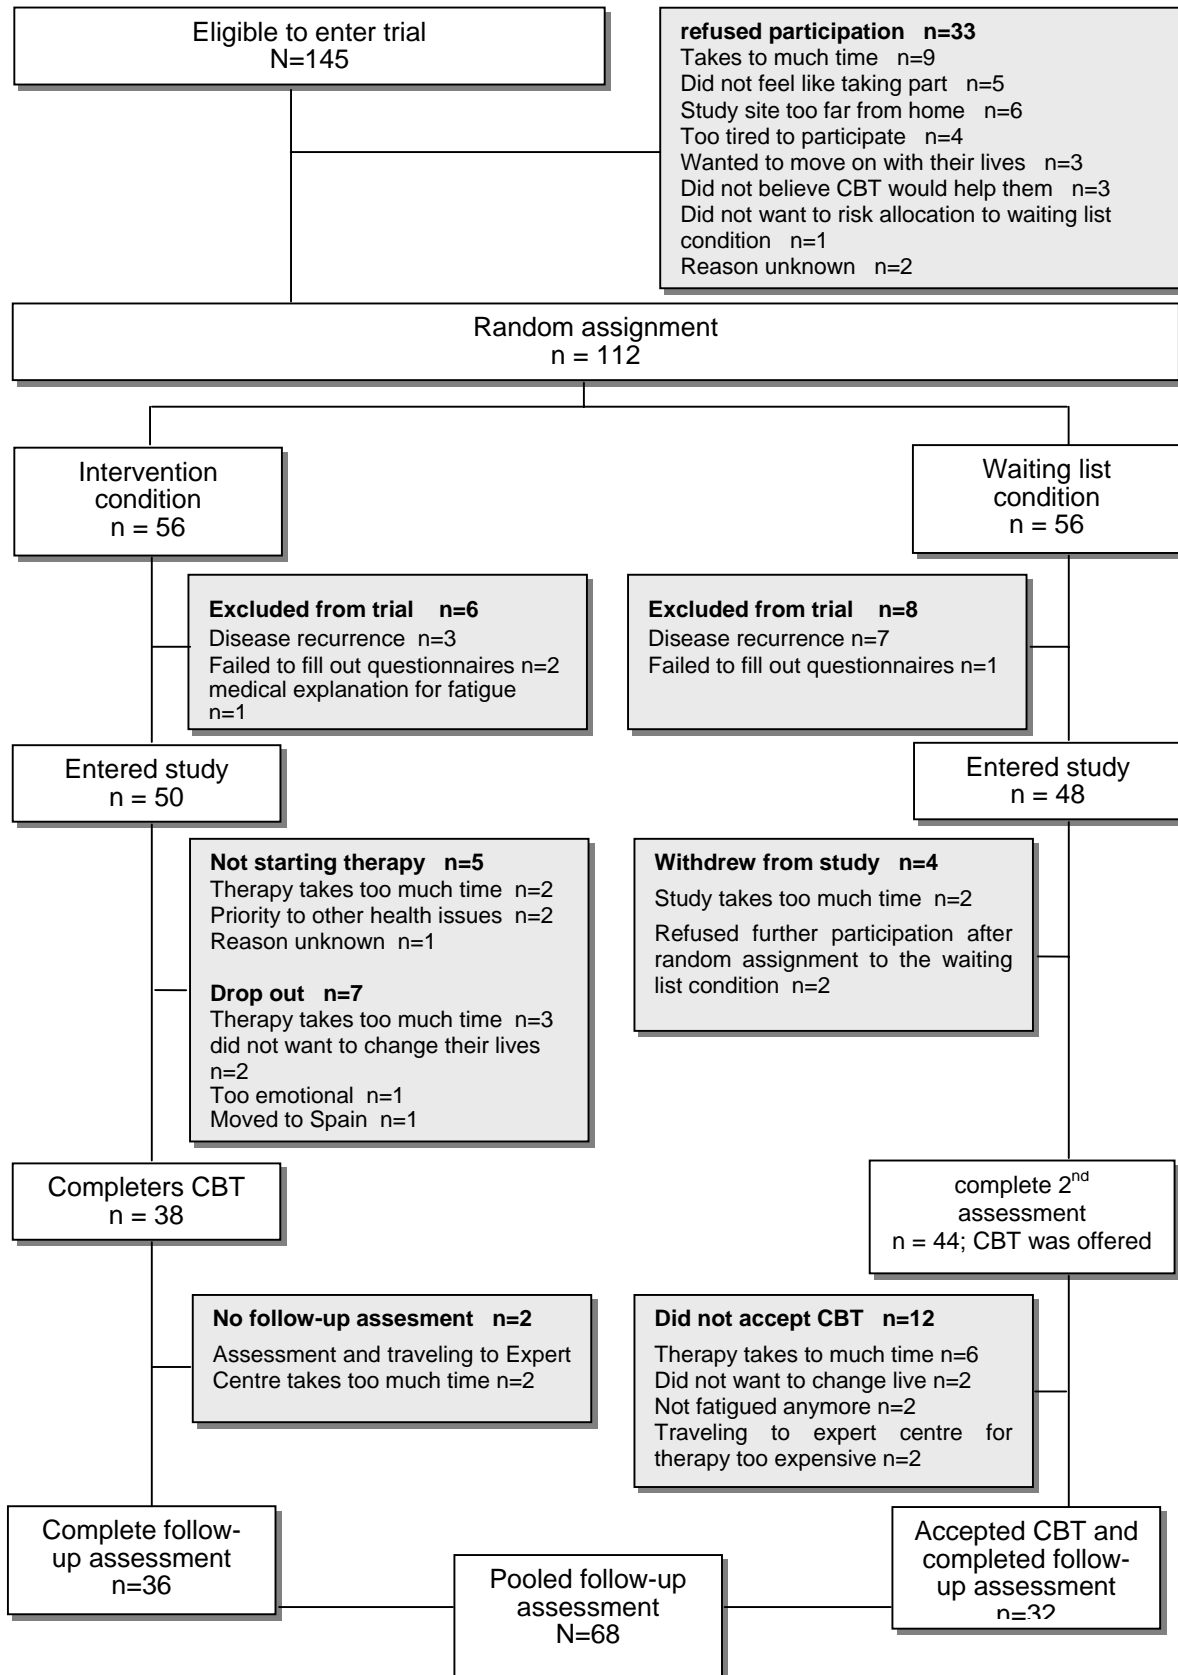 Eligible to enter trial
N=145
refused participation n=33
Takes to much time n=9
Did not feel like taking part n=5
Study site too far from home n=6
Too tired to participate n=4
Wanted to move on with their lives n=3
Did not believe CBT would help them n=3
Did not want to risk allocation to waiting list
condition n=1
Reason unknown n=2
Random assignment
n = 112
Intervention
condition
n = 56
Waiting list
condition
n = 56
Excluded from trial n=6
Disease recurrence n=3
Failed to fill out questionnaires n=2
medical explanation for fatigue
n=1
Excluded from trial n=8
Disease recurrence n=7
Failed to fill out questionnaires n=1
Entered study
n = 50
Entered study
n = 48
Not starting therapy n=5
Therapy takes too much time n=2
Priority to other health issues n=2
Reason unknown n=1
Drop out n=7
Therapy takes too much time n=3
did not want to change their lives
n=2
Too emotional n=1
Moved to Spain n=1
Withdrew from study n=4
Study takes too much time n=2
Refused further participation after
random assignment to the waiting
list condition n=2
Completers CBT
n = 38
complete 2nd
assessment
n = 44; CBT was offered
No follow-up assesment n=2
Assessment and traveling to Expert
Centre takes too much time n=2
Did not accept CBT n=12
Therapy takes to much time n=6
Did not want to change live n=2
Not fatigued anymore n=2
Traveling to expert centre for
therapy too expensive n=2
Complete follow-
up assessment
n=36
Pooled follow-up
assessment
N=68
Accepted CBT and
completed follow-
up assessment
n=32